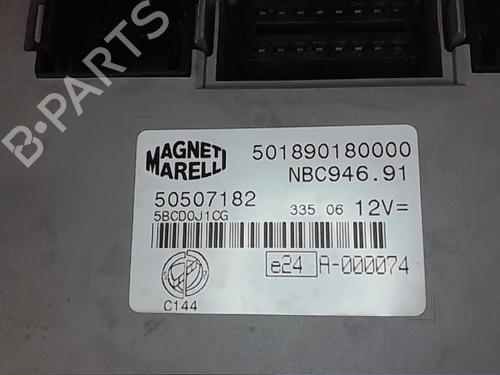 B-PARTS
MAGNETI MARELLI
501890180000
NBC946.91
50507182
5BCD0J1CG
335 06 12V=
e24 A-000074
C144